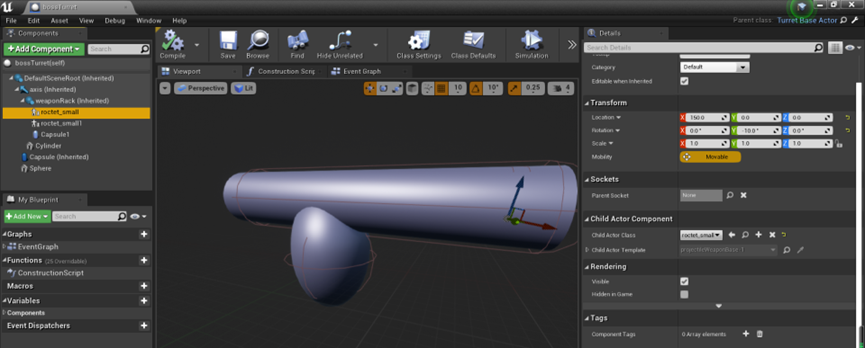 bossTurret
File Edit Asset View Debug Window Help
Parent class: Turret Base Actor
Components
+ Add Component Search
bossTurret(self)
DefaultSceneRoot (Inherited)
axis (Inherited)
weaponRack (Inherited)
roctet_small
roctet_small1
Capsule1
Cylinder
Capsule (Inherited)
Sphere
My Blueprint
+ Add New Search
Graphs
EventGraph
Functions (25 Overridable)
ConstructionScript
Macros
Variables
Components
Event Dispatchers
Compile Save Browse Find Hide Unrelated Class Settings Class Defaults Simulation
Viewport Construction Scrip Event Graph
Perspective Lit 10 10° 0.25 4
Details
Search Details
Category Default
Editable when Inherited
Transform
Location X 150.0 Y 0.0 Z 0.0
Rotation X 0.0° Y -10.0° Z 0.0°
Scale X 1.0 Y 1.0 Z 1.0
Mobility Movable
Sockets
Parent Socket None
Child Actor Component
Child Actor Class roctet_small
Child Actor Template
Rendering
Visible
Hidden in Game
Tags
Component Tags 0 Array elements